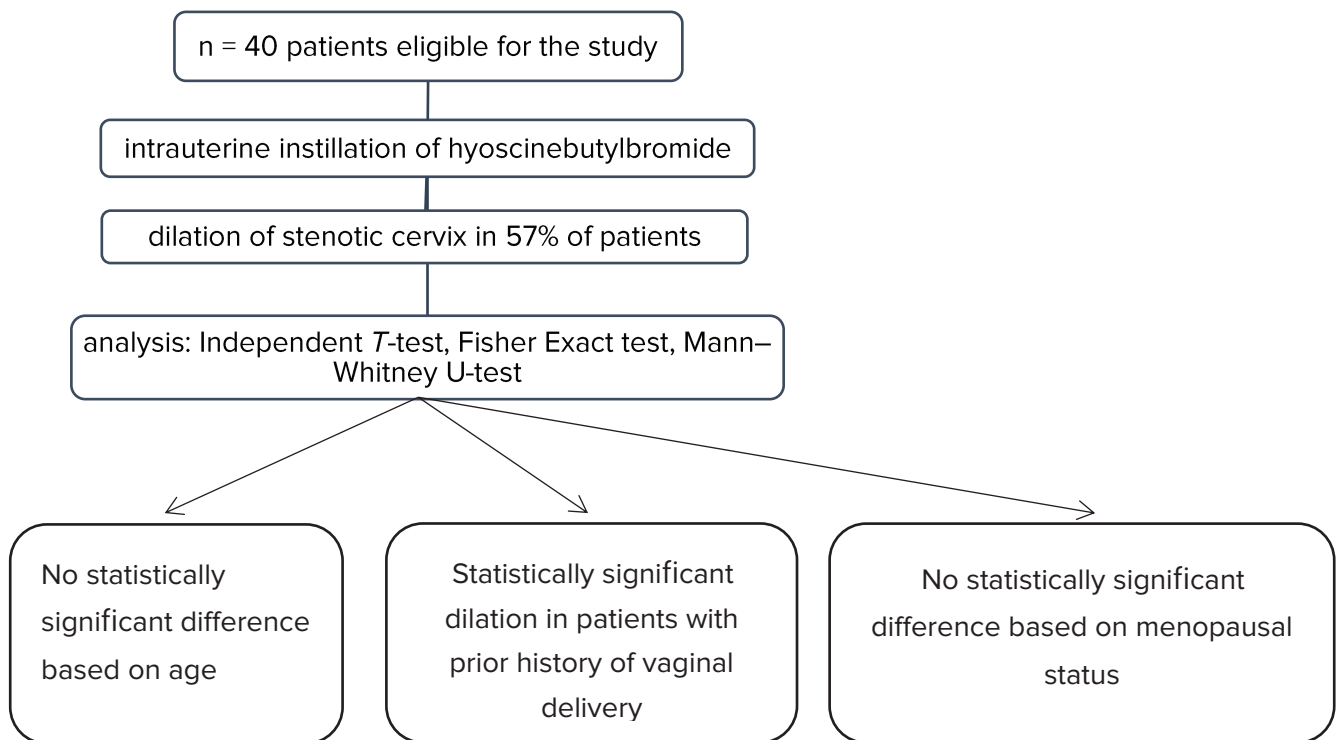 n = 40 patients eligible for the study
intrauterine instillation of hyoscinebutylbromide
dilation of stenotic cervix in 57% of patients
analysis: Independent T-test, Fisher Exact test, Mann–
Whitney U-test
No statistically
significant difference
based on age
Statistically significant
dilation in patients with
prior history of vaginal
delivery
No statistically significant
difference based on menopausal
status